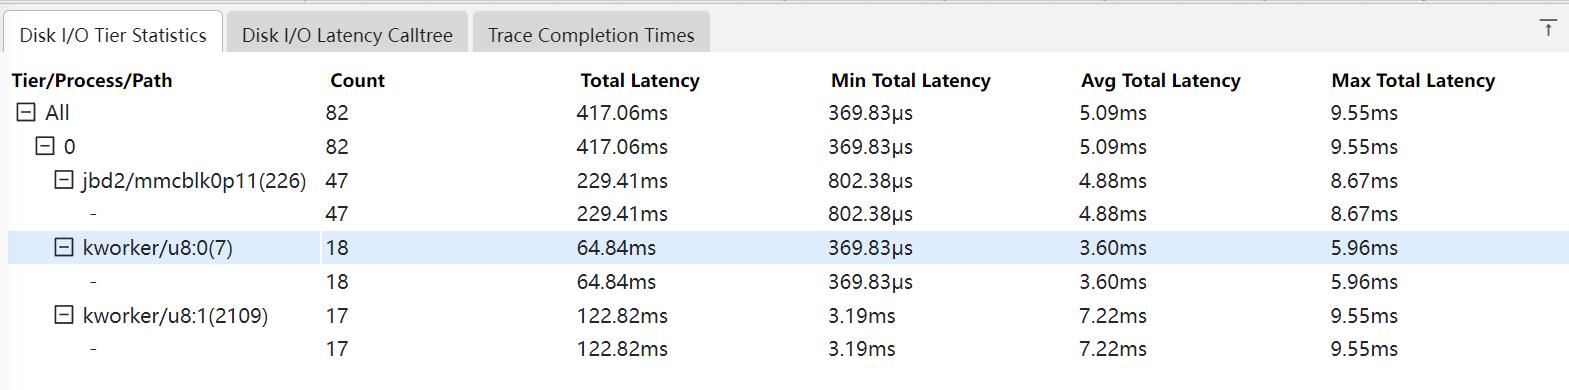 Disk I/O Tier Statistics Disk I/O Latency Calltree Trace Completion Times
Tier/Process/Path Count Total Latency Min Total Latency Avg Total Latency Max Total Latency
All 82 417.06ms 369.83μs 5.09ms 9.55ms
0 82 417.06ms 369.83μs 5.09ms 9.55ms
jbd2/mmcblk0p11(226) 47 229.41ms 802.38μs 4.88ms 8.67ms
- 47 229.41ms 802.38μs 4.88ms 8.67ms
kworker/u8:0(7) 18 64.84ms 369.83μs 3.60ms 5.96ms
- 18 64.84ms 369.83μs 3.60ms 5.96ms
kworker/u8:1(2109) 17 122.82ms 3.19ms 7.22ms 9.55ms
- 17 122.82ms 3.19ms 7.22ms 9.55ms